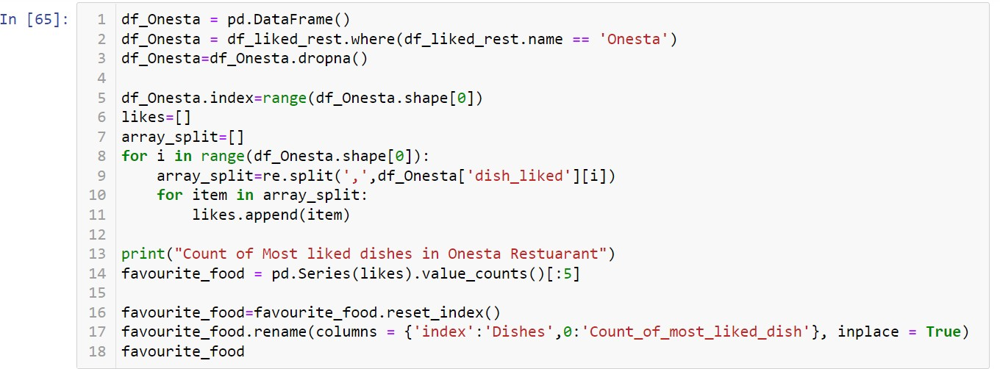 In [65]:
1 df_Onesta = pd.DataFrame()
2 df_Onesta = df_liked_rest.where(df_liked_rest.name == 'Onesta')
3 df_Onesta=df_Onesta.dropna()
4
5 df_Onesta.index=range(df_Onesta.shape[0])
6 likes=[]
7 array_split=[]
8 for i in range(df_Onesta.shape[0]):
9     array_split=re.split(',',df_Onesta['dish_liked'][i])
10     for item in array_split:
11         likes.append(item)
12
13 print("Count of Most liked dishes in Onesta Restuarant")
14 favourite_food = pd.Series(likes).value_counts()[:5]
15
16 favourite_food=favourite_food.reset_index()
17 favourite_food.rename(columns = {'index':'Dishes',0:'Count_of_most_liked_dish'}, inplace = True)
18 favourite_food